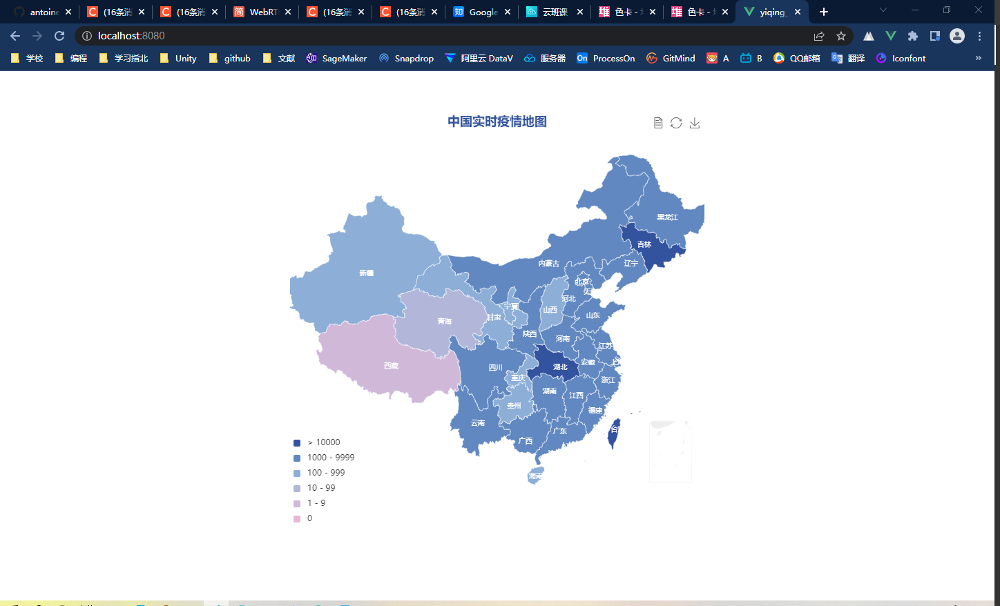 antoine (16条消 (16条消 WebRT (16条消 (16条消 Google 云班课 色卡 - 色卡 - yiqing_
localhost:8080
学校 编程 学习指北 Unity github 文献 SageMaker Snapdrop 阿里云 DataV 服务器 ProcessOn GitMind A B QQ邮箱 翻译 Iconfont »
中国实时疫情地图
黑龙江
吉林
内蒙古 辽宁
新疆
北京
河北
宁夏 山西
青海 甘肃 山东
陕西 河南
江苏
西藏 四川 湖北 安徽 上
重庆 浙江
湖南 江西
贵州 福建
云南 广东 台
广西
海南
> 10000
1000 - 9999
100 - 999
10 - 99
1 - 9
0